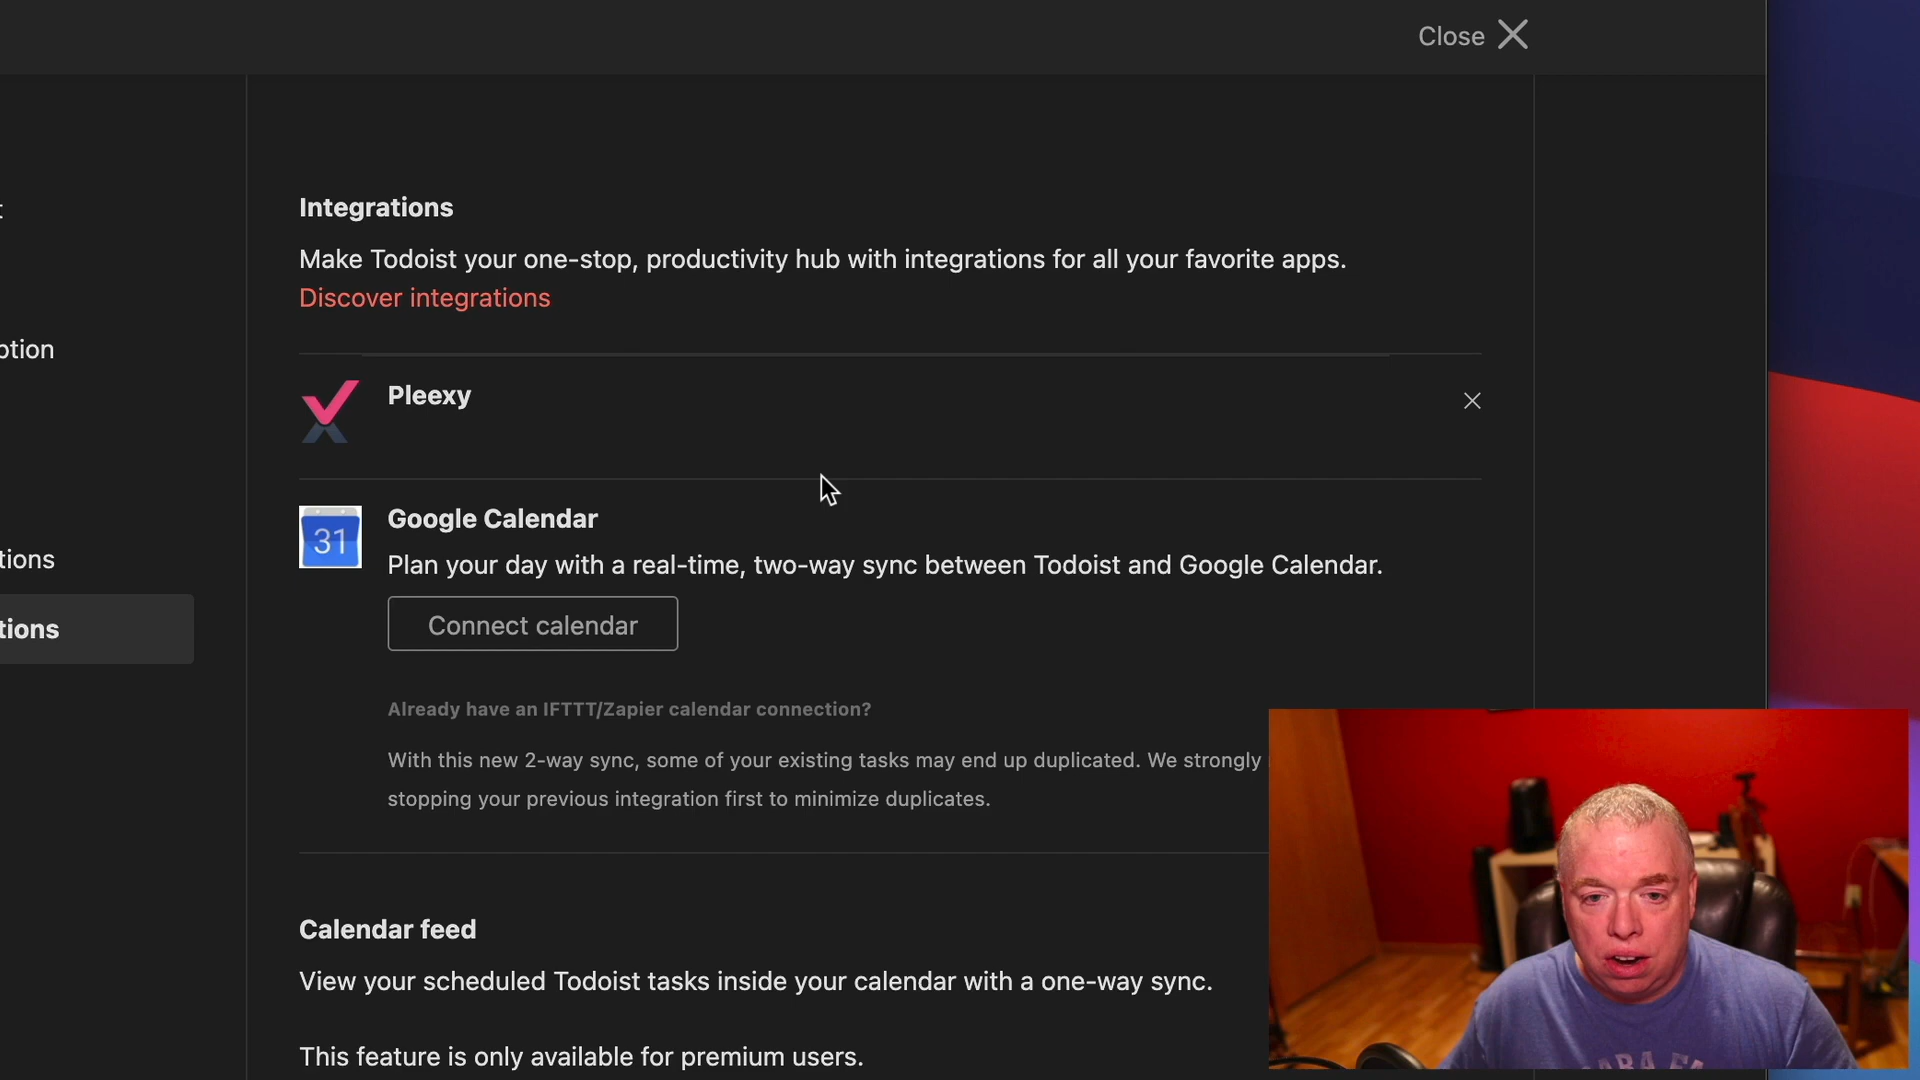 Close
Integrations
Make Todoist your one-stop, productivity hub with integrations for all your favorite apps.
Discover integrations
ption
Pleexy
31
Google Calendar
Plan your day with a real-time, two-way sync between Todoist and Google Calendar.
tions
Connect calendar
tions
Already have an IFTTT/Zapier calendar connection?
With this new 2-way sync, some of your existing tasks may end up duplicated. We strongly
stopping your previous integration first to minimize duplicates.
Calendar feed
View your scheduled Todoist tasks inside your calendar with a one-way sync.
This feature is only available for premium users.